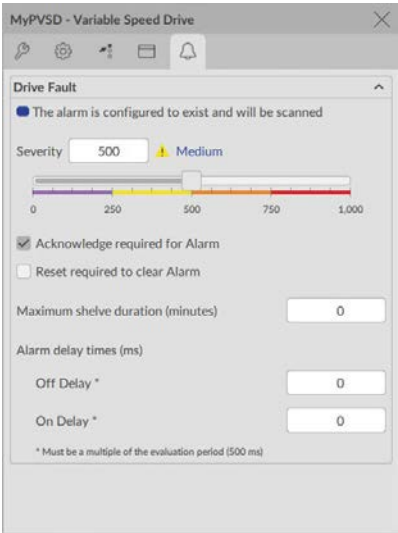 MyPVSD - Variable Speed Drive
Drive Fault
The alarm is configured to exist and will be scanned
Severity 500 Medium
0 250 500 750 1,000
Acknowledge required for Alarm
Reset required to clear Alarm
Maximum shelve duration (minutes) 0
Alarm delay times (ms)
Off Delay * 0
On Delay * 0
* Must be a multiple of the evaluation period (500 ms)